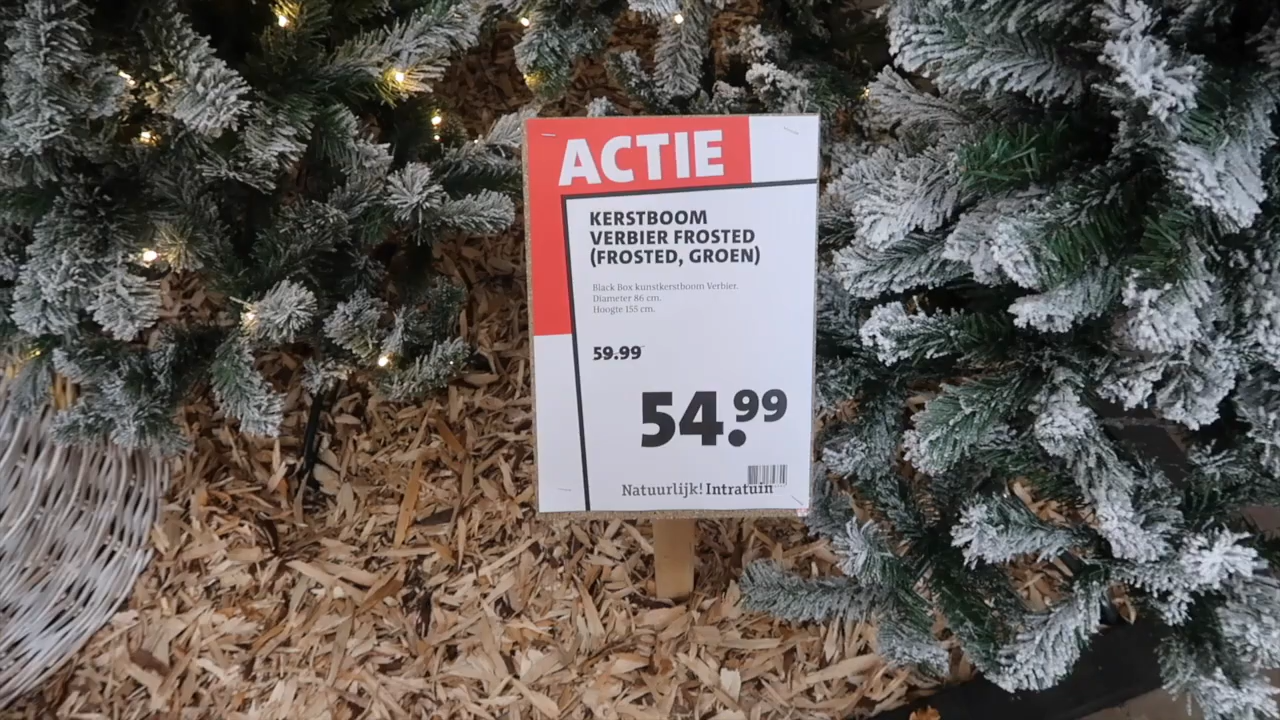 ACTIE
KERSTBOOM
VERBIER FROSTED
(FROSTED, GROEN)
Black Box kunstkerstboom Verbier.
Diameter 86 cm.
Hoogte 155 cm.
59.99
54.99
Natuurlijk! Intratuin